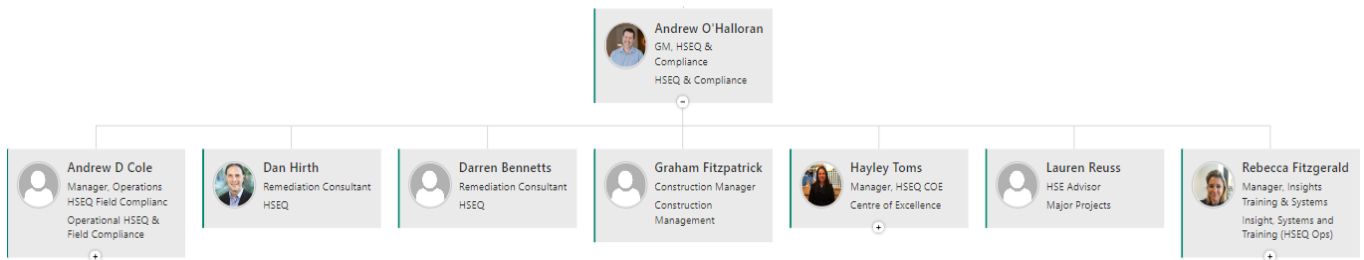 Andrew O'Halloran
GM, HSEQ &
Compliance
HSEQ & Compliance
Andrew D Cole
Manager, Operations
HSEQ Field Complianc
Operational HSEQ &
Field Compliance
Dan Hirth
Remediation Consultant
HSEQ
Darren Bennetts
Remediation Consultant
HSEQ
Graham Fitzpatrick
Construction Manager
Construction
Management
Hayley Toms
Manager, HSEQ COE
Centre of Excellence
Lauren Reuss
HSE Advisor
Major Projects
Rebecca Fitzgerald
Manager, Insights
Training & Systems
Insight, Systems and
Training (HSEQ Ops)